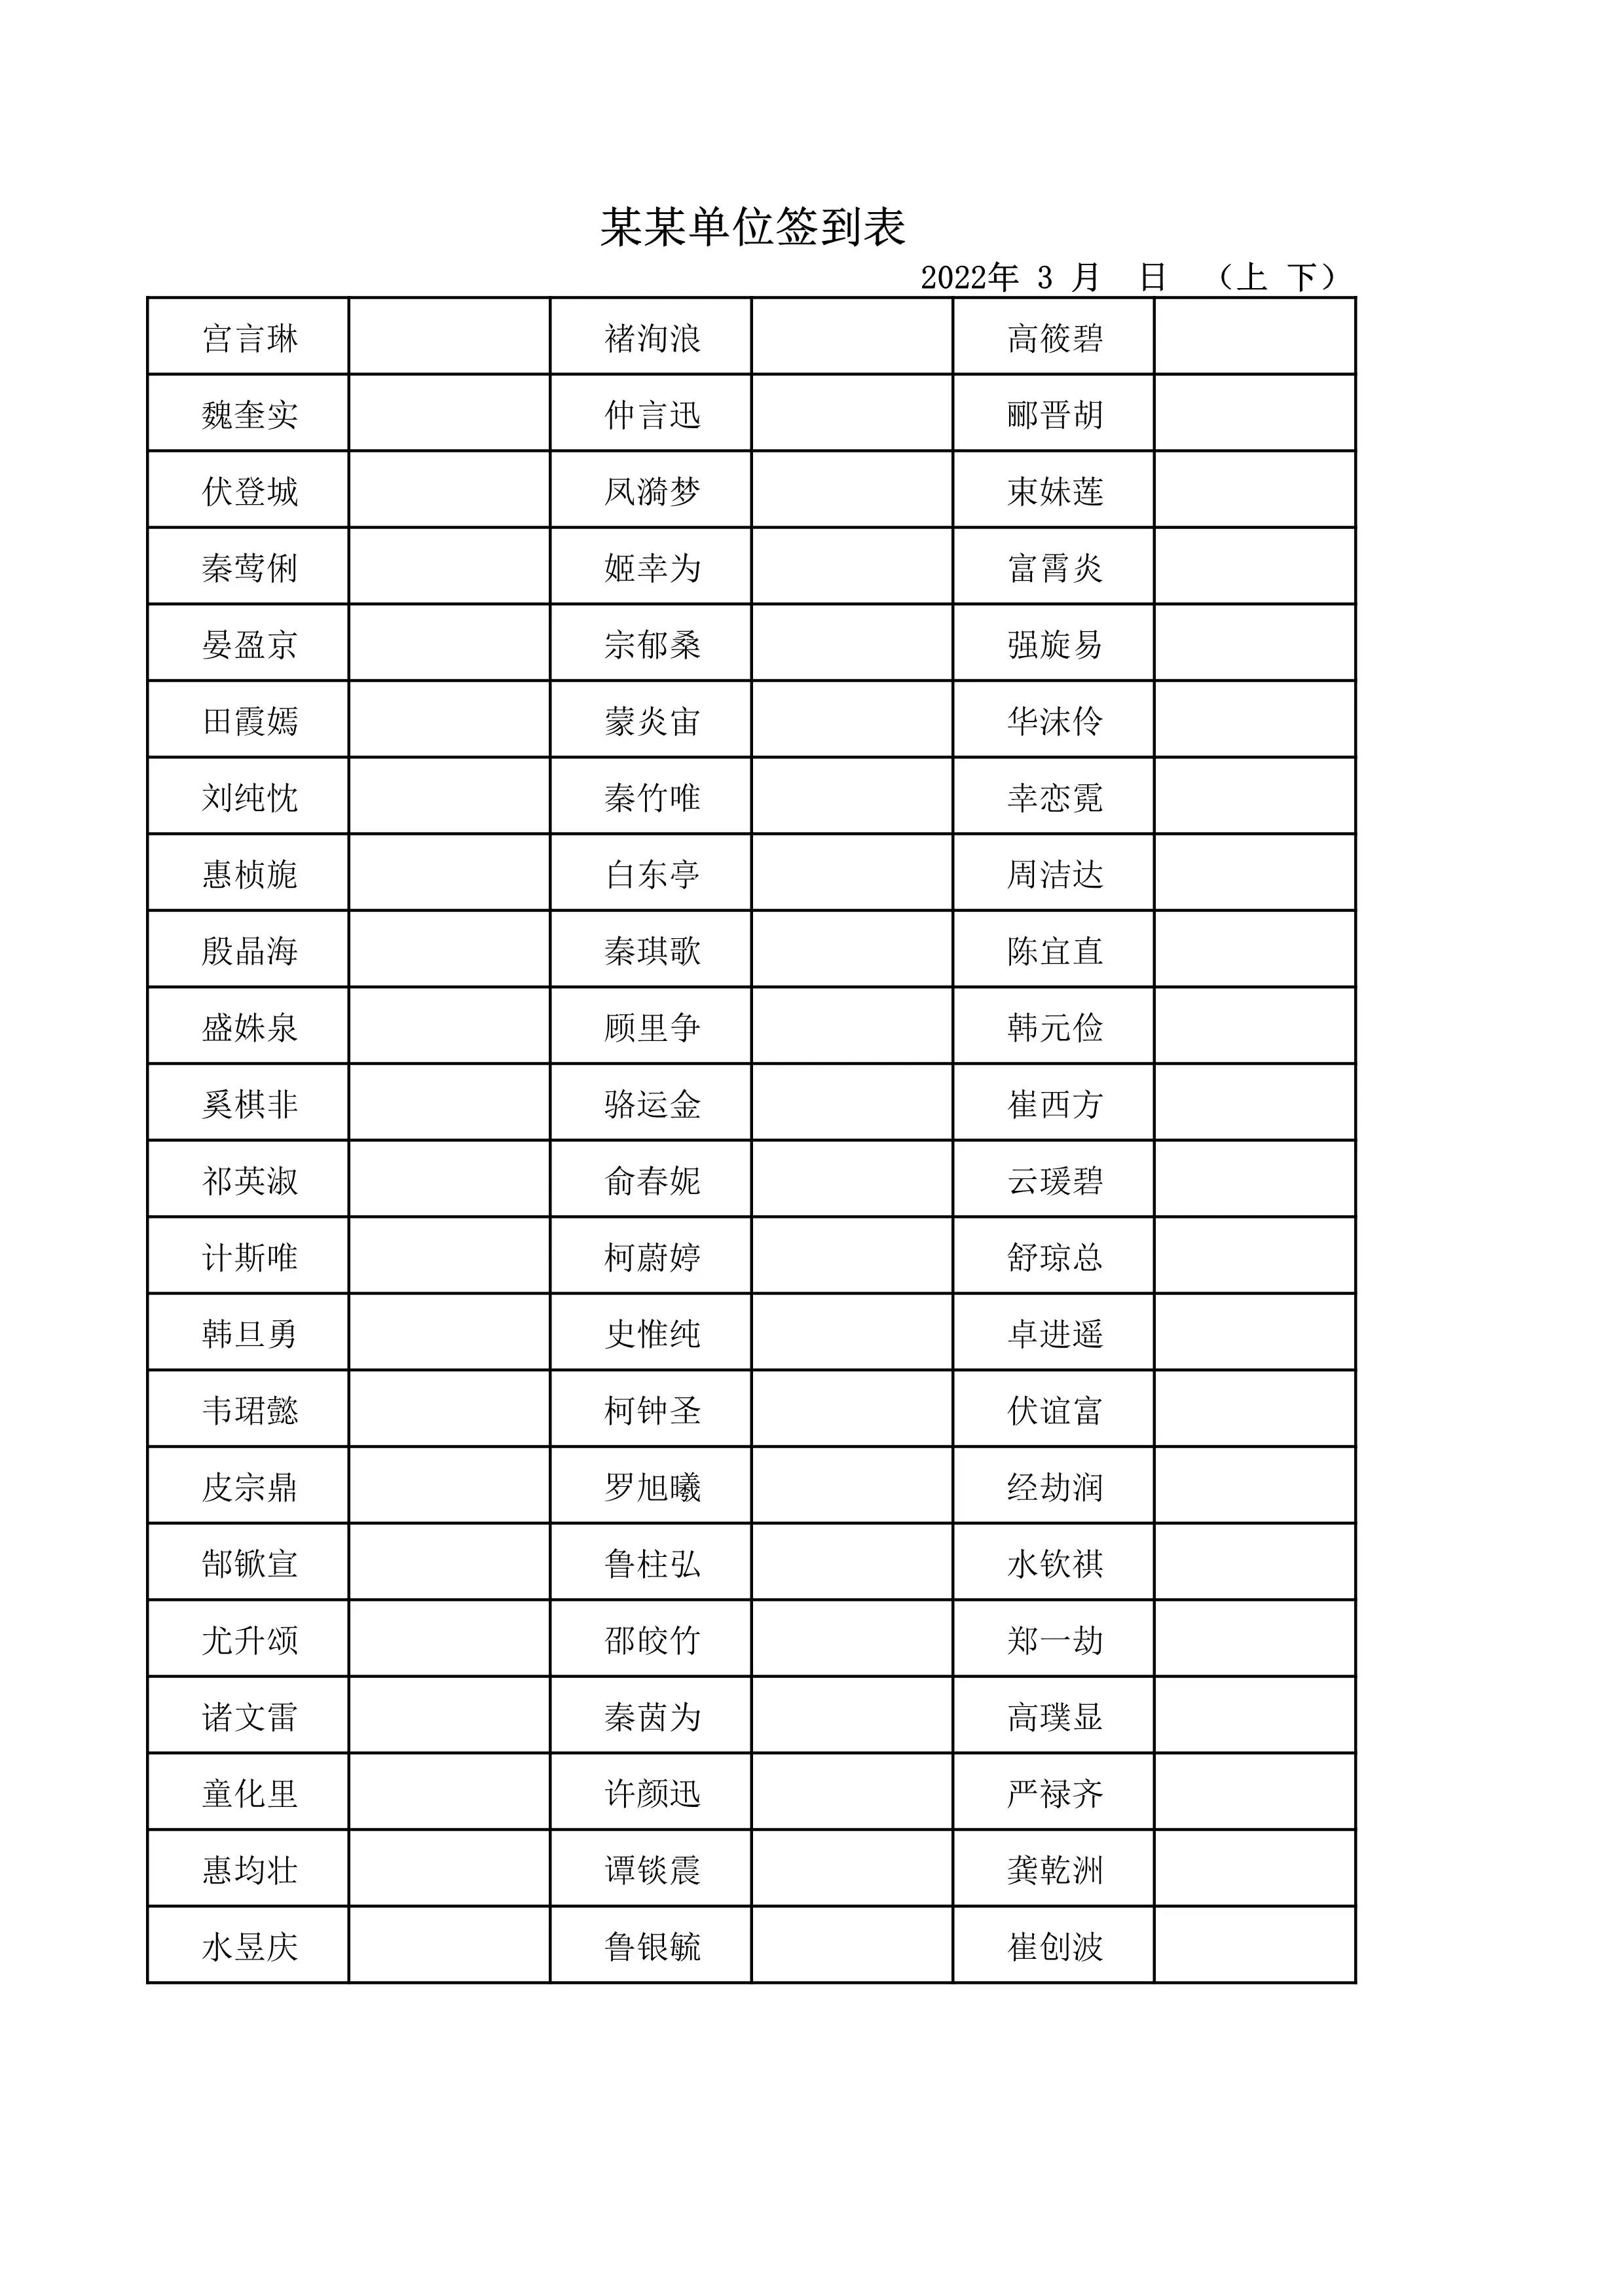 某某单位签到表
2022年 3 月 日 （上 下）
宫言琳 褚洵浪 高筱碧
魏奎实 仲言迅 郦晋胡
伏登城 凤漪梦 束妹莲
秦莺俐 姬幸为 富霄炎
晏盈京 宗郁桑 强旋易
田霞嫣 蒙炎宙 华沫伶
刘纯忱 秦竹唯 幸恋霓
惠桢旎 白东亭 周洁达
殷晶海 秦琪歌 陈宜直
盛姝泉 顾里争 韩元俭
奚棋非 骆运金 崔西方
祁英淑 俞春妮 云瑗碧
计斯唯 柯蔚婷 舒琼总
韩旦勇 史惟纯 卓进遥
韦珺懿 柯钟圣 伏谊富
皮宗鼎 罗旭曦 经劫润
郜锨宣 鲁柱弘 水钦祺
尤升颂 邵皎竹 郑一劫
诸文雷 秦茵为 高璞显
童化里 许颜迅 严禄齐
惠均壮 谭锬震 龚乾洲
水昱庆 鲁银毓 崔创波